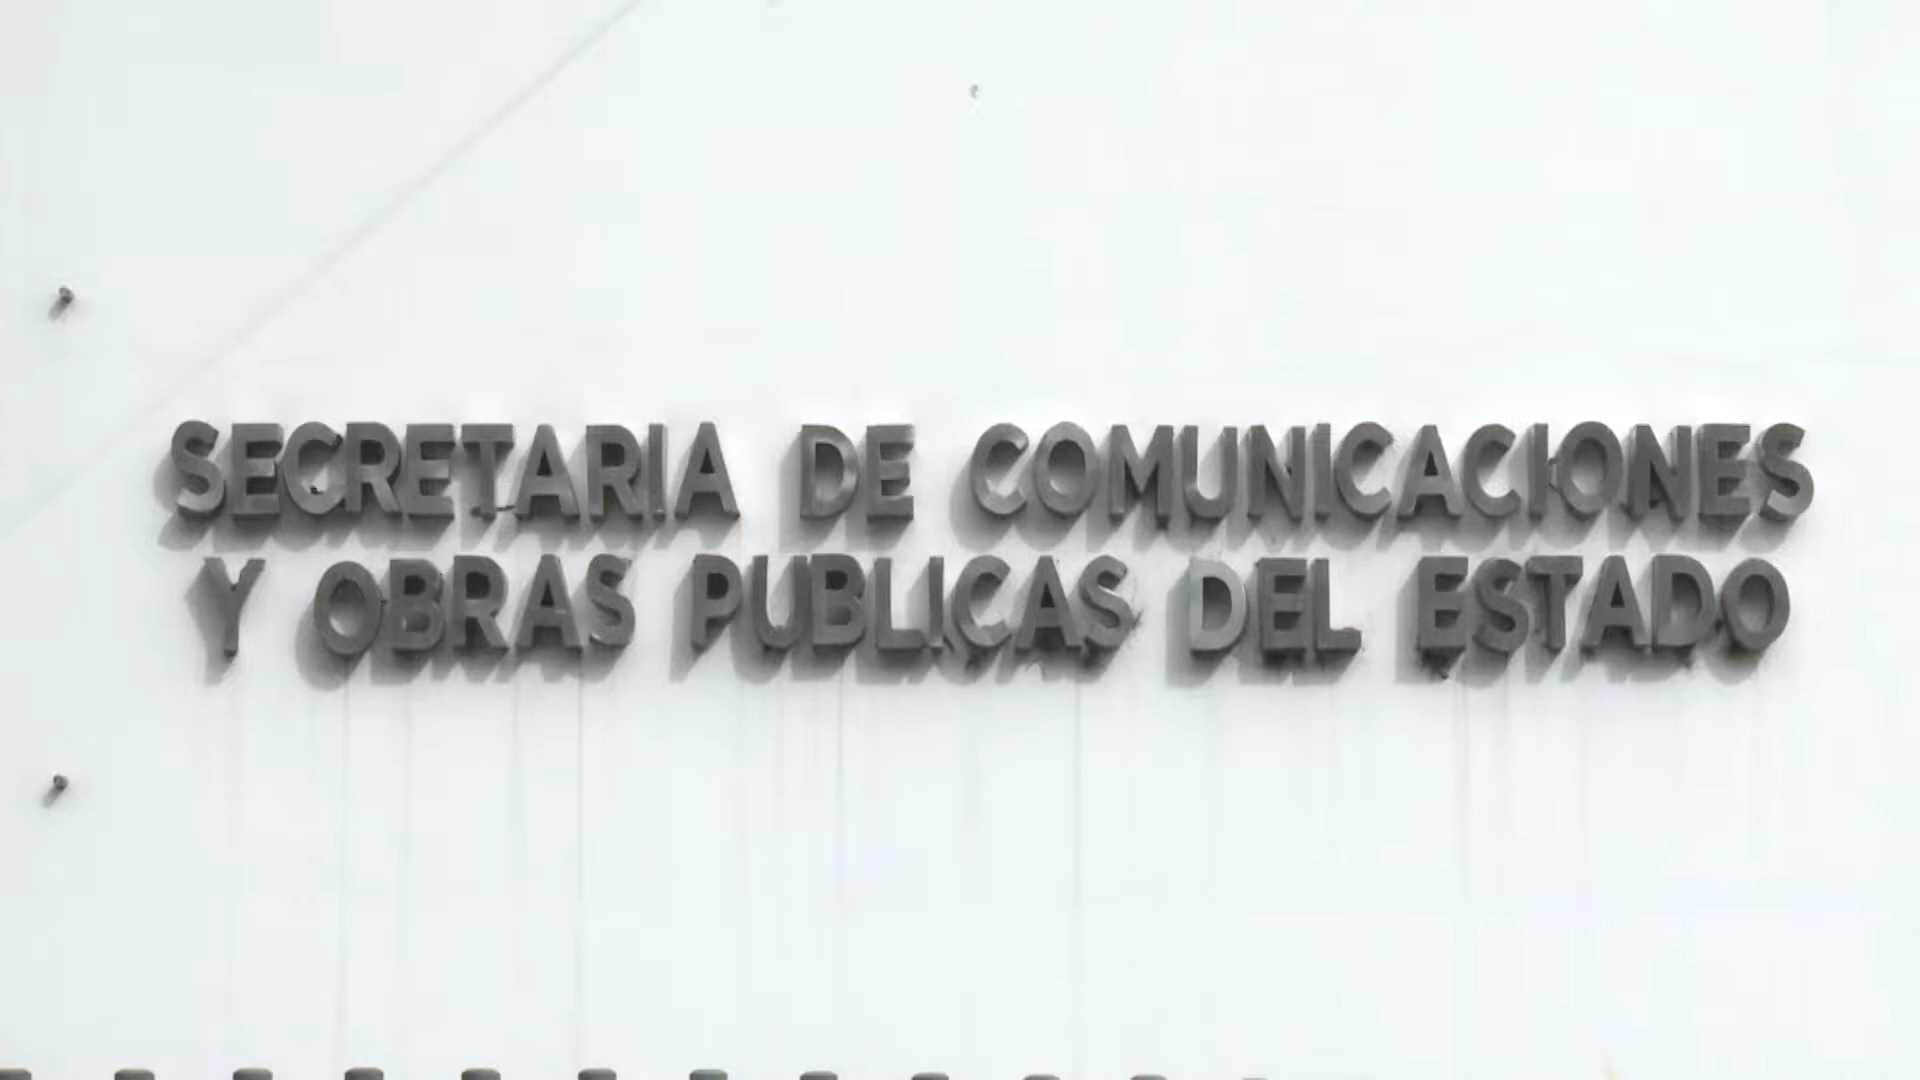 SECRETARIA DE COMUNICACIONES
Y OBRAS PUBLICAS DEL ESTADO